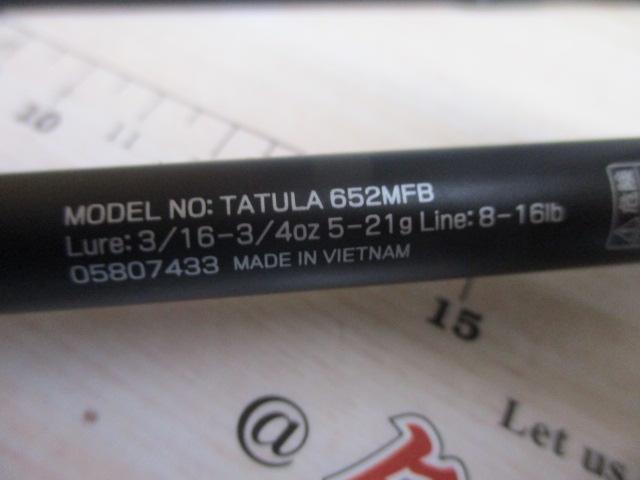 10
11
MODEL NO: TATULA 652MFB
Lure: 3/16-3/4oz 5-21g Line: 8-16lb
05807433 MADE IN VIETNAM
15
@
Let us